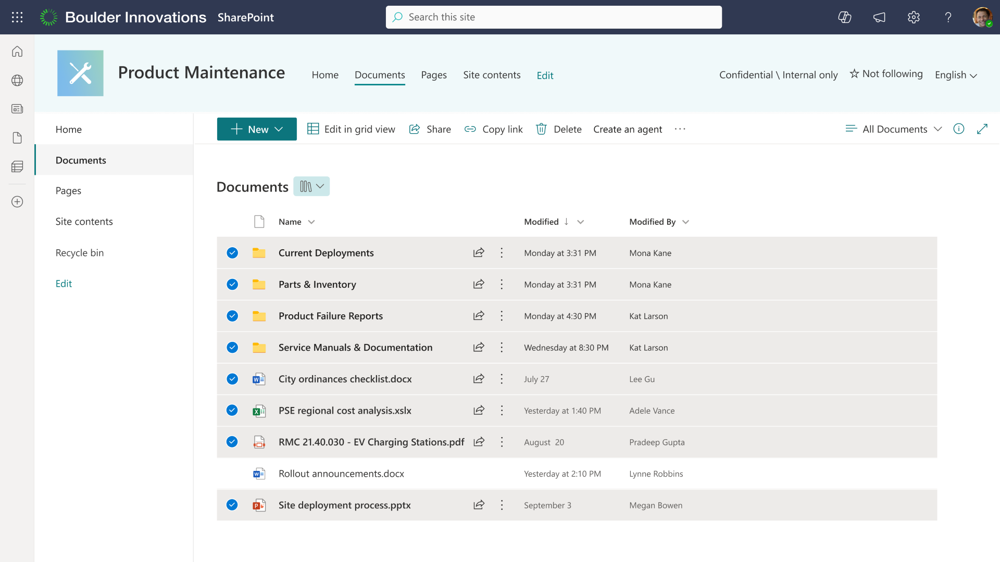 Boulder Innovations SharePoint
Search this site
Product Maintenance
Home Documents Pages Site contents Edit
Confidential \ Internal only Not following English
Home
Documents
Pages
Site contents
Recycle bin
Edit
New Edit in grid view Share Copy link Delete Create an agent ··· All Documents
Documents
Name Modified Modified By
Current Deployments Monday at 3:31 PM Mona Kane
Parts & Inventory Monday at 3:31 PM Mona Kane
Product Failure Reports Monday at 4:30 PM Kat Larson
Service Manuals & Documentation Wednesday at 8:30 PM Kat Larson
City ordinances checklist.docx July 27 Lee Gu
PSE regional cost analysis.xslx Yesterday at 1:40 PM Adele Vance
RMC 21.40.030 - EV Charging Stations.pdf August 20 Pradeep Gupta
Rollout announcements.docx Yesterday at 2:10 PM Lynne Robbins
Site deployment process.pptx September 3 Megan Bowen